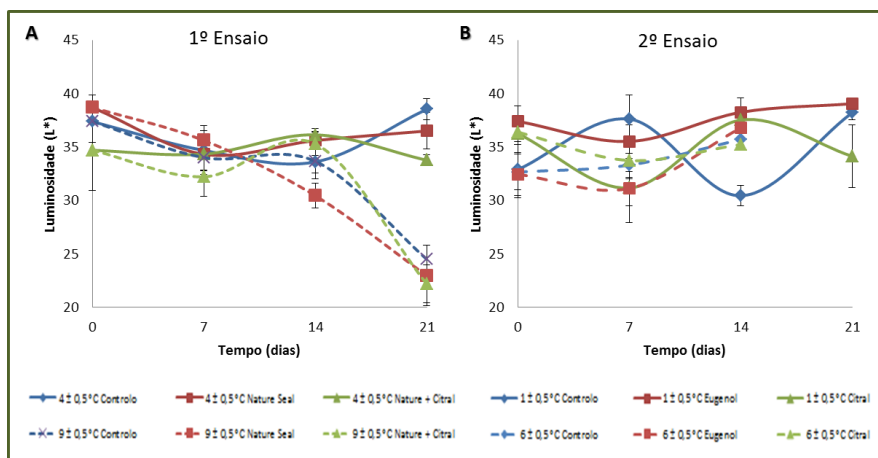 A
1º Ensaio
Luminosidade (L*)
45
40
35
30
25
20
0
7
14
21
Tempo (dias)
4 ± 0,5°C Controlo
4 ± 0,5°C Nature Seal
4 ± 0,5°C Nature + Citral
9 ± 0,5°C Controlo
9 ± 0,5°C Nature Seal
9 ± 0,5°C Nature + Citral
B
2º Ensaio
Luminosidade (L*)
45
40
35
30
25
20
0
7
14
21
Tempo (dias)
1 ± 0,5°C Controlo
1 ± 0,5°C Eugenol
1 ± 0,5°C Citral
6 ± 0,5°C Controlo
6 ± 0,5°C Eugenol
6 ± 0,5°C Citral